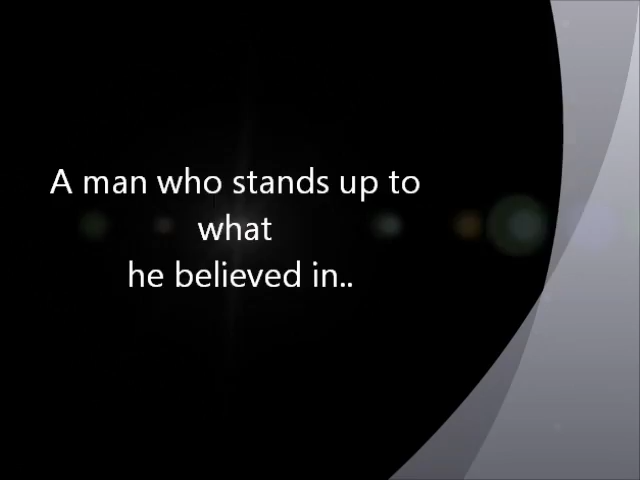 A man who stands up to
what
he believed in..